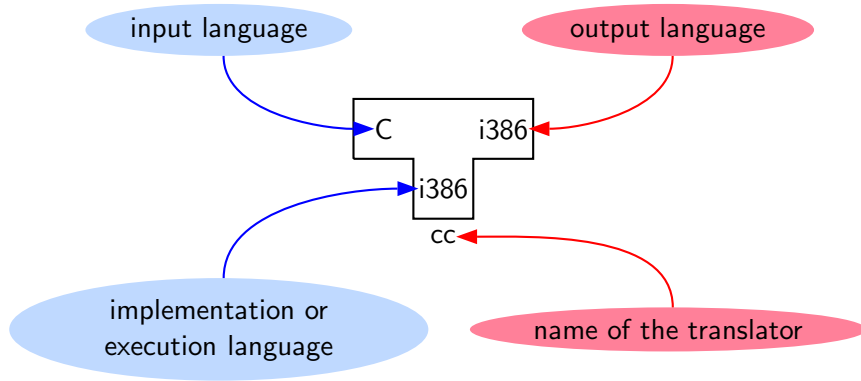 input language
output language
C
i386
i386
cc
implementation or
execution language
name of the translator